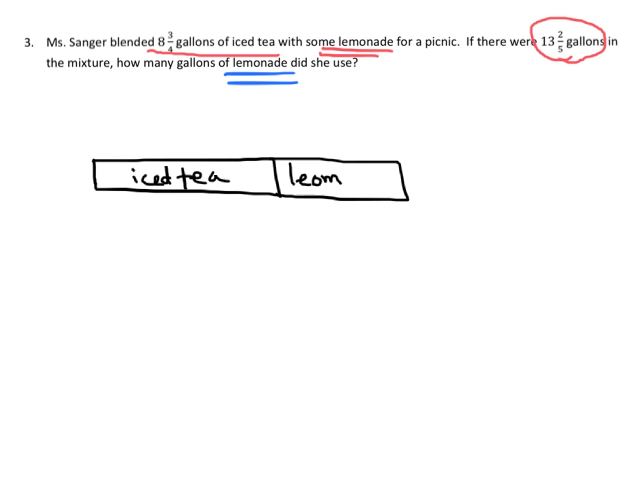 3. Ms. Sanger blended 8 3/4 gallons of iced tea with some lemonade for a picnic. If there were 13 2/5 gallons in
the mixture, how many gallons of lemonade did she use?
iced tea leom